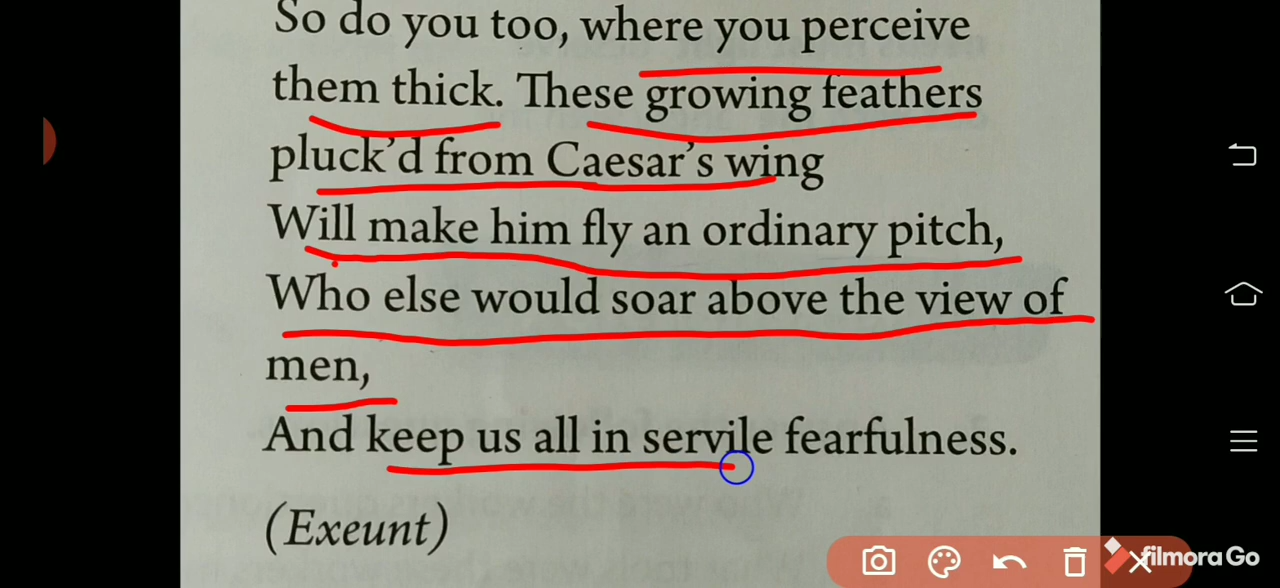 So do you too, where you perceive
them thick. These growing feathers
pluck'd from Caesar's wing
Will make him fly an ordinary pitch,
Who else would soar above the view of
men,
And keep us all in servile fearfulness.
(Exeunt)
filmora Go